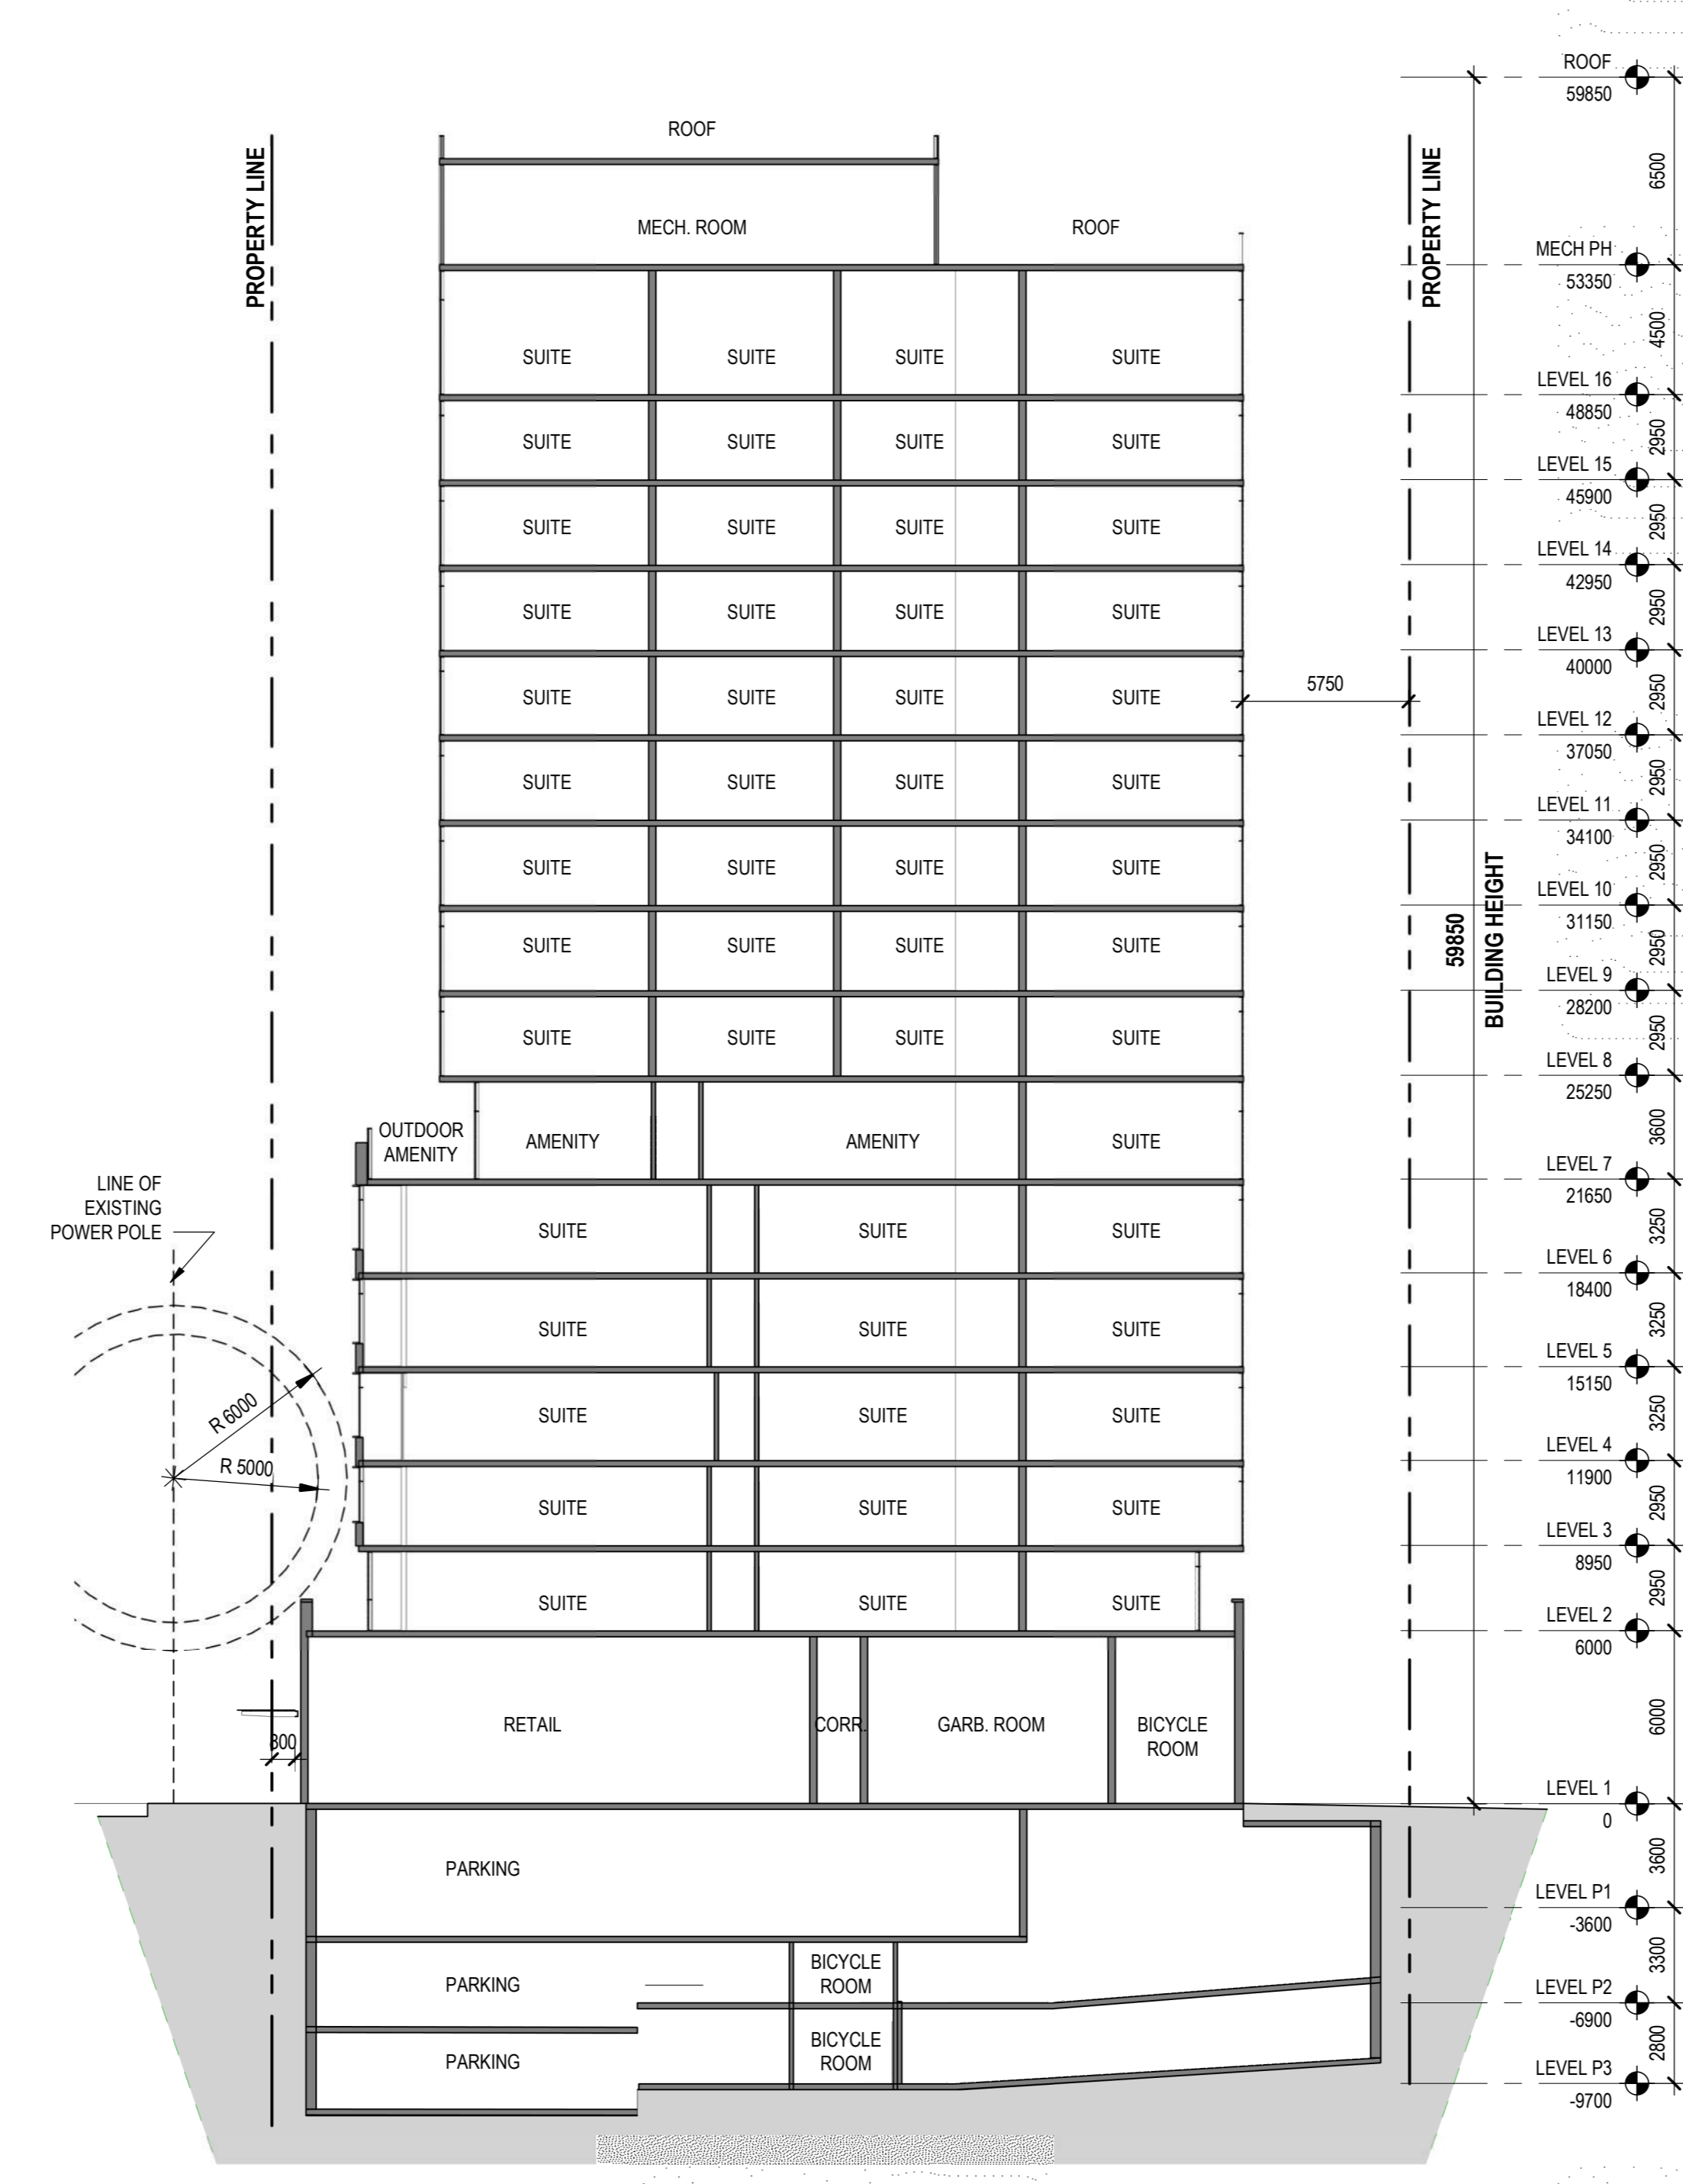 ROOF
59850
ROOF
6500
PROPERTY LINE
PROPERTY LINE
MECH. ROOM
ROOF
MECH PH
53350
4500
SUITE SUITE SUITE SUITE
LEVEL 16
48850
2950
SUITE SUITE SUITE SUITE
LEVEL 15
45900
2950
SUITE SUITE SUITE SUITE
LEVEL 14
42950
2950
SUITE SUITE SUITE SUITE
LEVEL 13
40000
2950
SUITE SUITE SUITE SUITE
5750
LEVEL 12
37050
2950
SUITE SUITE SUITE SUITE
LEVEL 11
34100
2950
SUITE SUITE SUITE SUITE
LEVEL 10
31150
2950
59850
BUILDING HEIGHT
SUITE SUITE SUITE SUITE
LEVEL 9
28200
2950
SUITE SUITE SUITE SUITE
LEVEL 8
25250
3600
OUTDOOR
AMENITY
AMENITY
AMENITY
SUITE
LEVEL 7
21650
3250
LINE OF
EXISTING
POWER POLE
SUITE SUITE SUITE
LEVEL 6
18400
3250
SUITE SUITE SUITE
LEVEL 5
15150
3250
R 6000
SUITE SUITE SUITE
LEVEL 4
11900
2950
R 5000
SUITE SUITE SUITE
LEVEL 3
8950
2950
SUITE SUITE SUITE
LEVEL 2
6000
6000
800
RETAIL
CORR.
GARB. ROOM
BICYCLE
ROOM
LEVEL 1
0
3600
PARKING
LEVEL P1
-3600
3300
PARKING
BICYCLE
ROOM
LEVEL P2
-6900
2800
PARKING
BICYCLE
ROOM
LEVEL P3
-9700